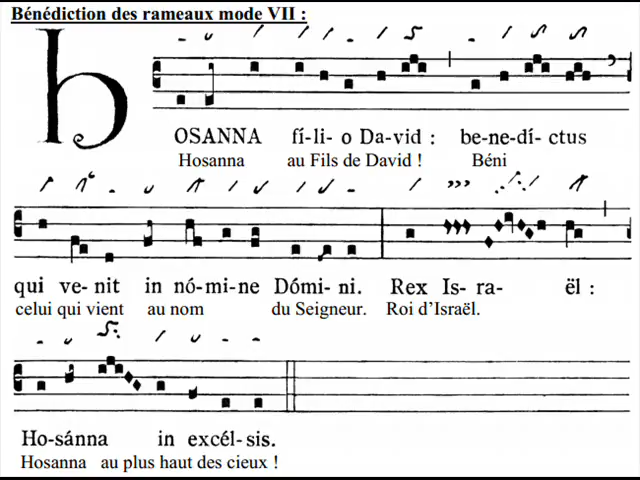 Bénédiction des rameaux mode VII :
HOSANNA fí-li- o Da-vid : be-ne-dí-ctus
Hosanna au Fils de David ! Béni
qui ve-nit in nó-mi-ne Dómi-ni. Rex Is-ra- ël :
celui qui vient au nom du Seigneur. Roi d'Israël.
Ho-sánna in excél-sis.
Hosanna au plus haut des cieux !